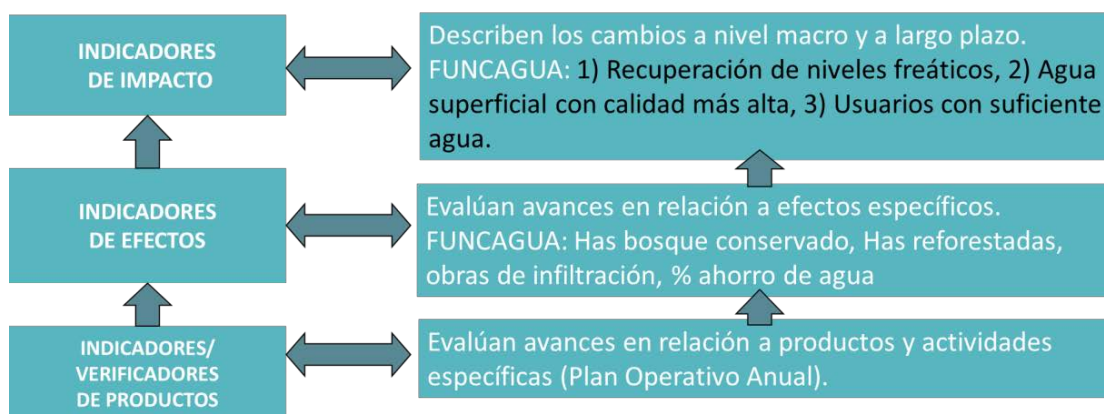 INDICADORES
DE IMPACTO
Describen los cambios a nivel macro y a largo plazo.
FUNCAGUA: 1) Recuperación de niveles freáticos, 2) Agua
superficial con calidad más alta, 3) Usuarios con suficiente
agua.
INDICADORES
DE EFECTOS
Evalúan avances en relación a efectos específicos.
FUNCAGUA: Has bosque conservado, Has reforestadas,
obras de infiltración, % ahorro de agua
INDICADORES/
VERIFICADORES
DE PRODUCTOS
Evalúan avances en relación a productos y actividades
específicas (Plan Operativo Anual).